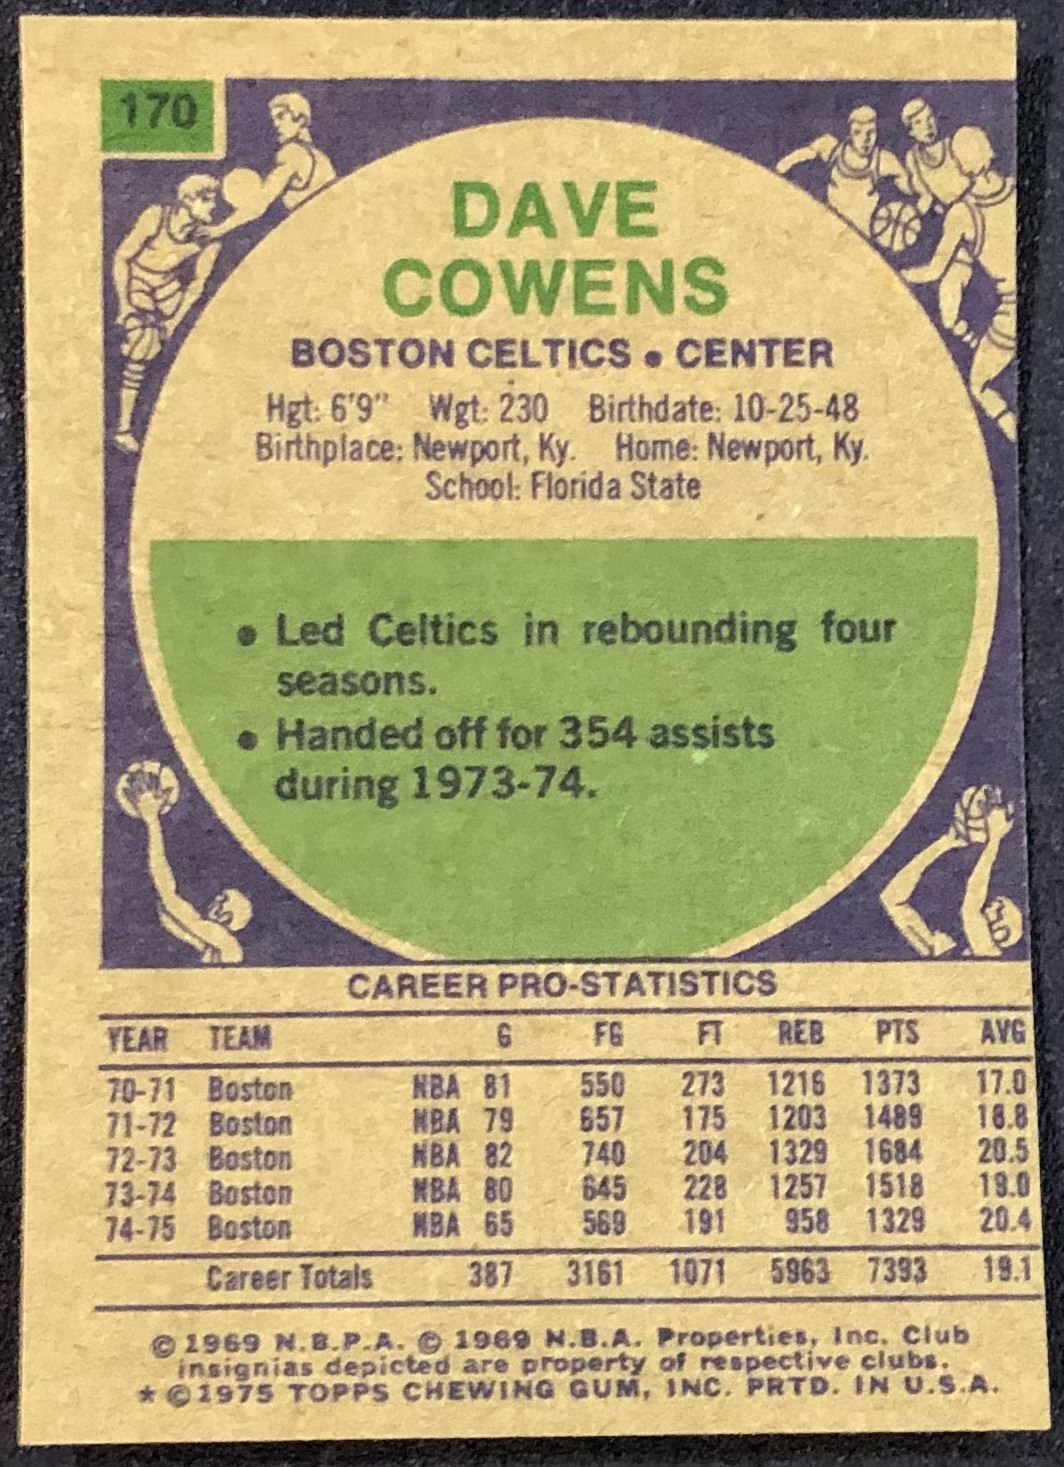 170
DAVE
COWENS
BOSTON CELTICS • CENTER
Hgt: 6'9" Wgt: 230 Birthdate: 10-25-48
Birthplace: Newport, Ky. Home: Newport, Ky.
School: Florida State
• Led Celtics in rebounding four
seasons.
• Handed off for 354 assists
during 1973-74.
CAREER PRO-STATISTICS
YEAR TEAM G FG FT REB PTS AVG
70-71 Boston NBA 81 550 273 1216 1373 17.0
71-72 Boston NBA 79 657 175 1203 1489 18.8
72-73 Boston NBA 82 740 204 1329 1684 20.5
73-74 Boston NBA 80 645 228 1257 1518 19.0
74-75 Boston NBA 65 569 191 958 1329 20.4
Career Totals 387 3161 1071 5963 7393 19.1
© 1969 N.B.P.A. © 1969 N.B.A. Properties, Inc. Club
insignias depicted are property of respective clubs.
* © 1975 TOPPS CHEWING GUM, INC. PRTD. IN U.S.A.